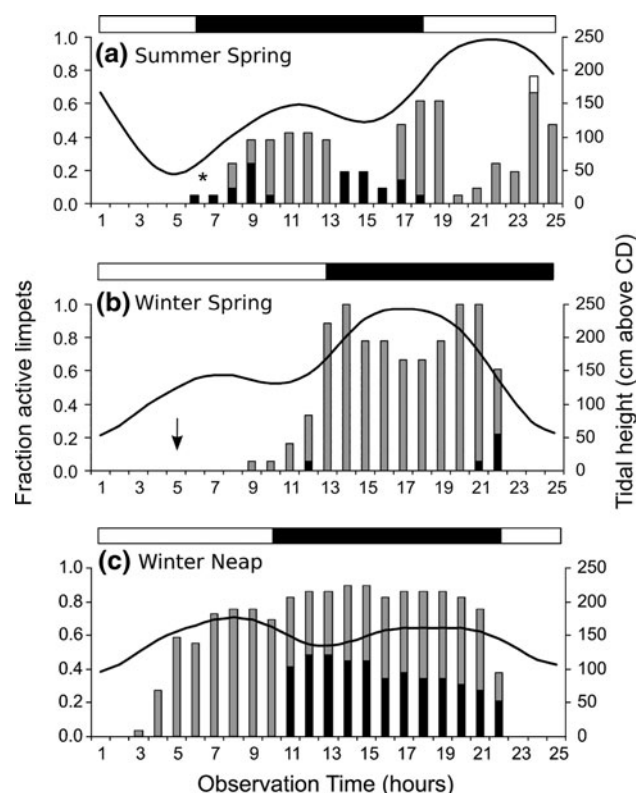 (a) Summer Spring
1.0 0.8 0.6 0.4 0.2 0.0
250 200 150 100 50 0
*
1 3 5 7 9 11 13 15 17 19 21 23 25
(b) Winter Spring
1.0 0.8 0.6 0.4 0.2 0.0
250 200 150 100 50 0
1 3 5 7 9 11 13 15 17 19 21 23 25
(c) Winter Neap
1.0 0.8 0.6 0.4 0.2 0.0
250 200 150 100 50 0
1 3 5 7 9 11 13 15 17 19 21 23 25
Fraction active limpets
Tidal height (cm above CD)
Observation Time (hours)